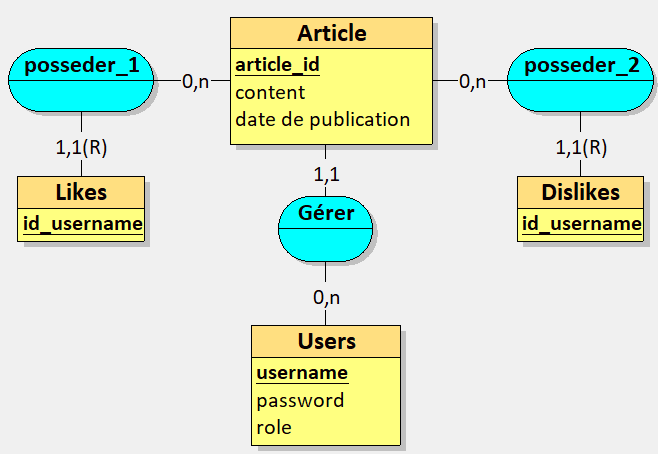 Article
article_id
content
date de publication
posseder_1
0,n
0,n
posseder_2
1,1(R)
1,1
1,1(R)
Likes
id_username
Gérer
Dislikes
id_username
0,n
Users
username
password
role